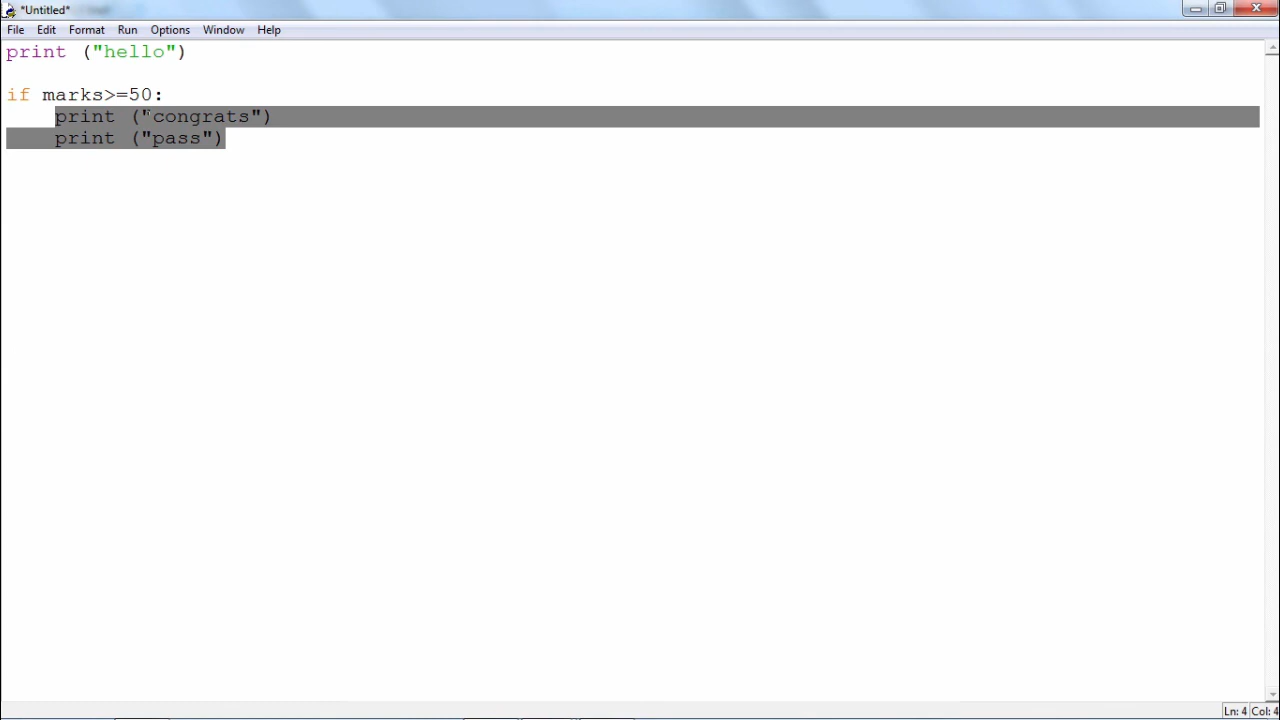 *Untitled*
File Edit Format Run Options Window Help
print ("hello")
if marks>=50:
print ("congrats")
print ("pass")
Ln: 4 Col: 4